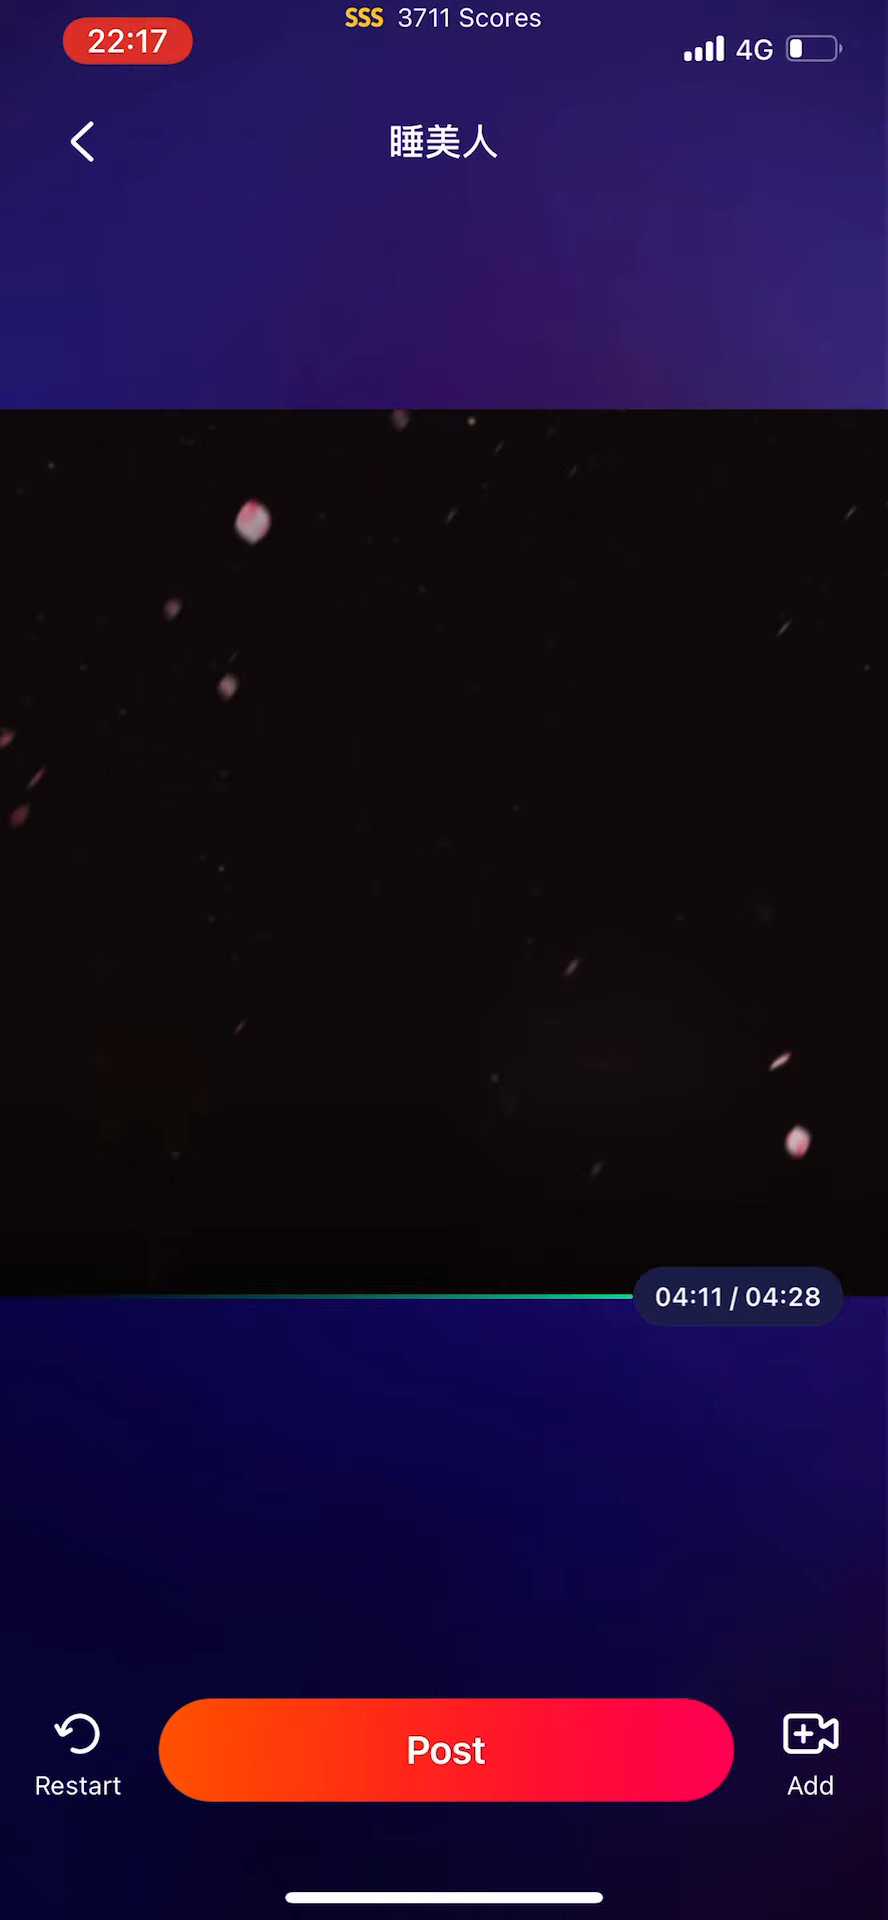 SSS 3711 Scores
22:17
4G
睡美人
04:11 / 04:28
Post
Restart
Add